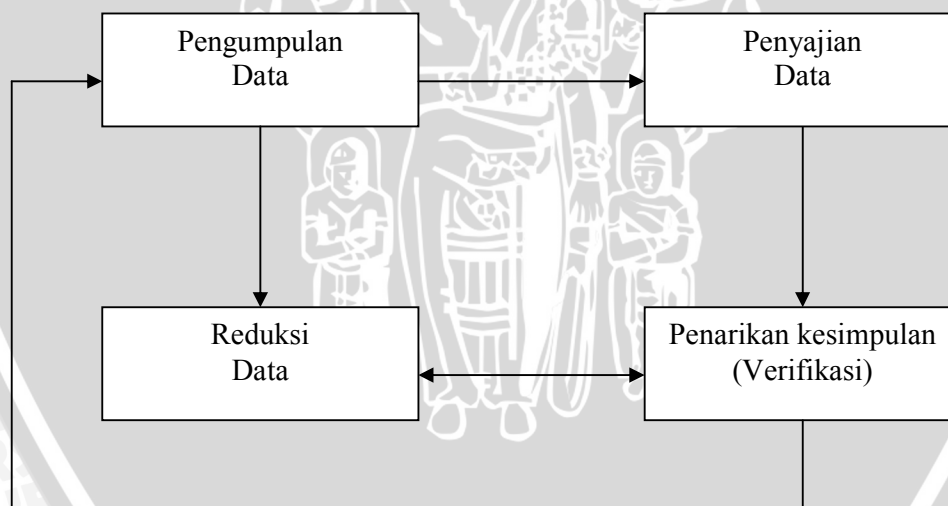 Pengumpulan
Data
Penyajian
Data
Reduksi
Data
Penarikan kesimpulan
(Verifikasi)